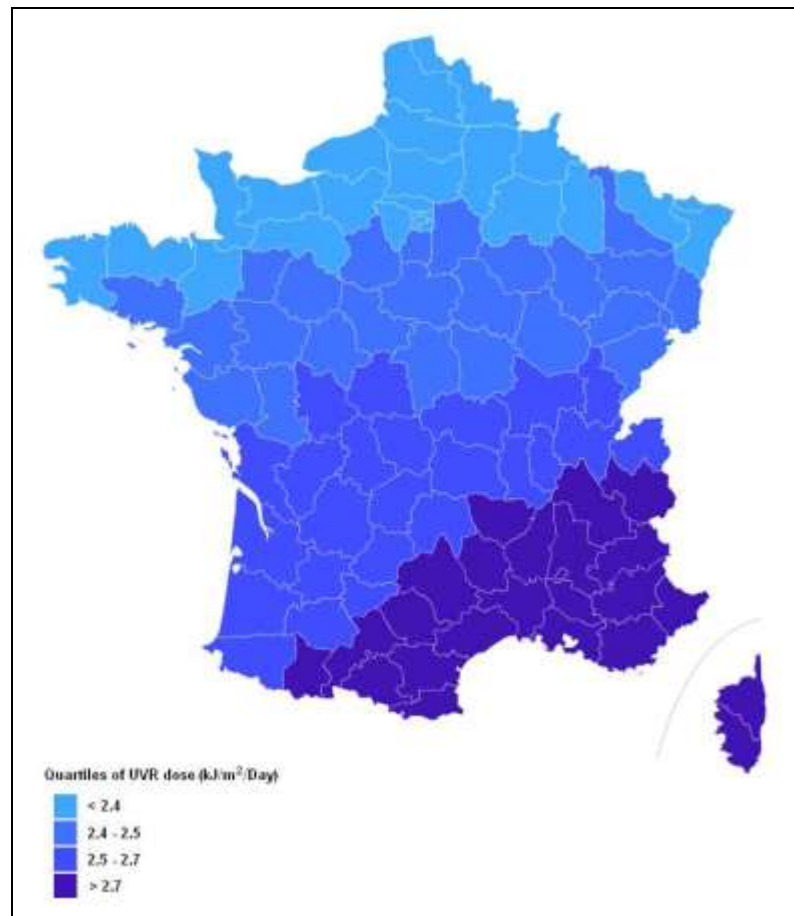 Quartiles of UVR dose (kJ/m²/Day)
< 2.4
2.4 - 2.5
2.5 - 2.7
> 2.7